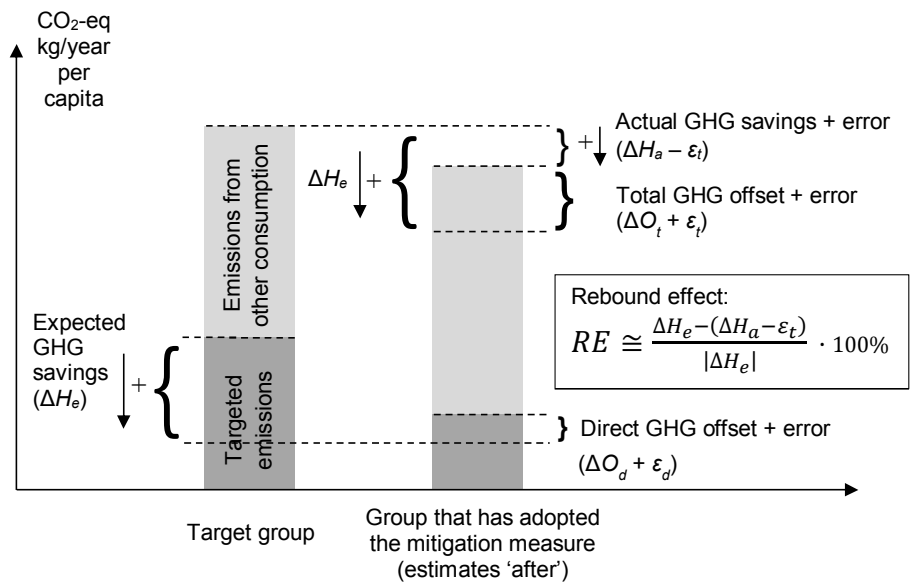 CO₂-eq
kg/year
per
capita
Actual GHG savings + error
(ΔHₐ – εₜ)
+
ΔHₑ
+
Total GHG offset + error
(ΔOₜ + εₜ)
Emissions from
other consumption
Rebound effect:
RE ≅ (ΔHₑ−(ΔHₐ−εₜ))/|ΔHₑ| · 100%
Expected
GHG
savings
(ΔHₑ)
+
Targeted
emissions
Direct GHG offset + error
(ΔO_d + ε_d)
Target group
Group that has adopted
the mitigation measure
(estimates ‘after’)